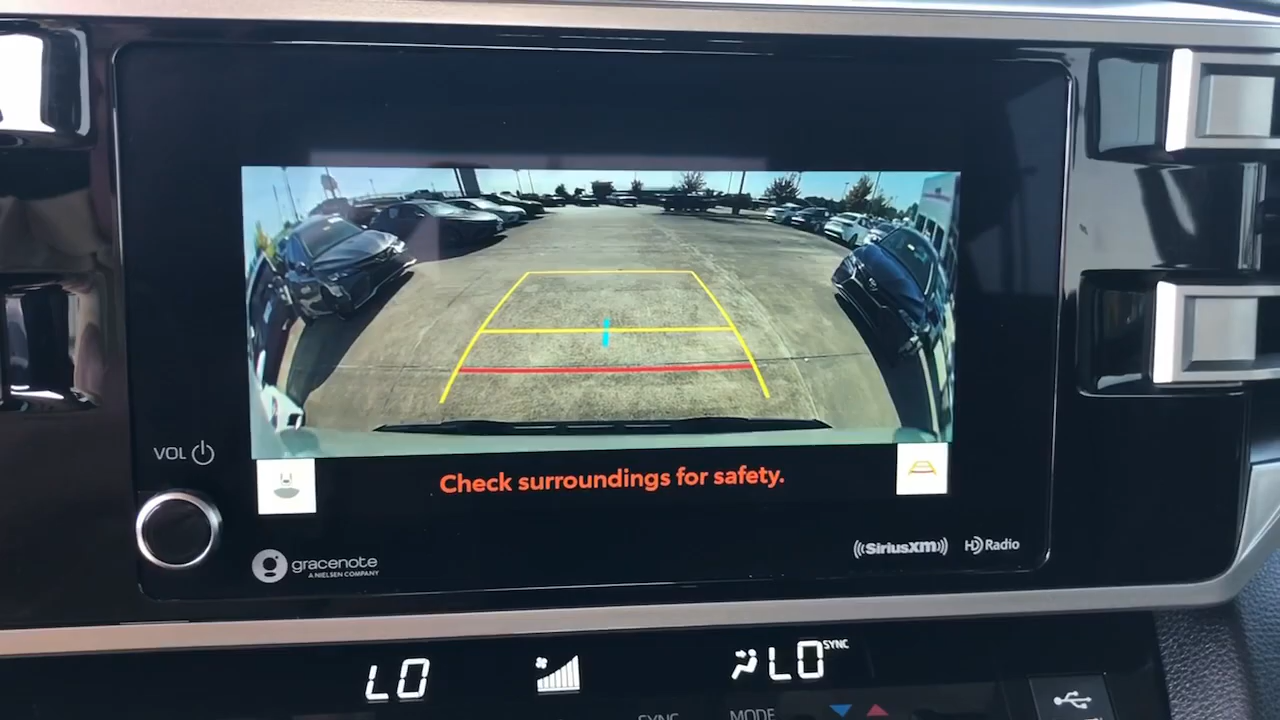 VOL
Check surroundings for safety.
gracenote
A NIELSEN COMPANY
SiriusXM
HD Radio
LO
LO SYNC
SYNC
MODE